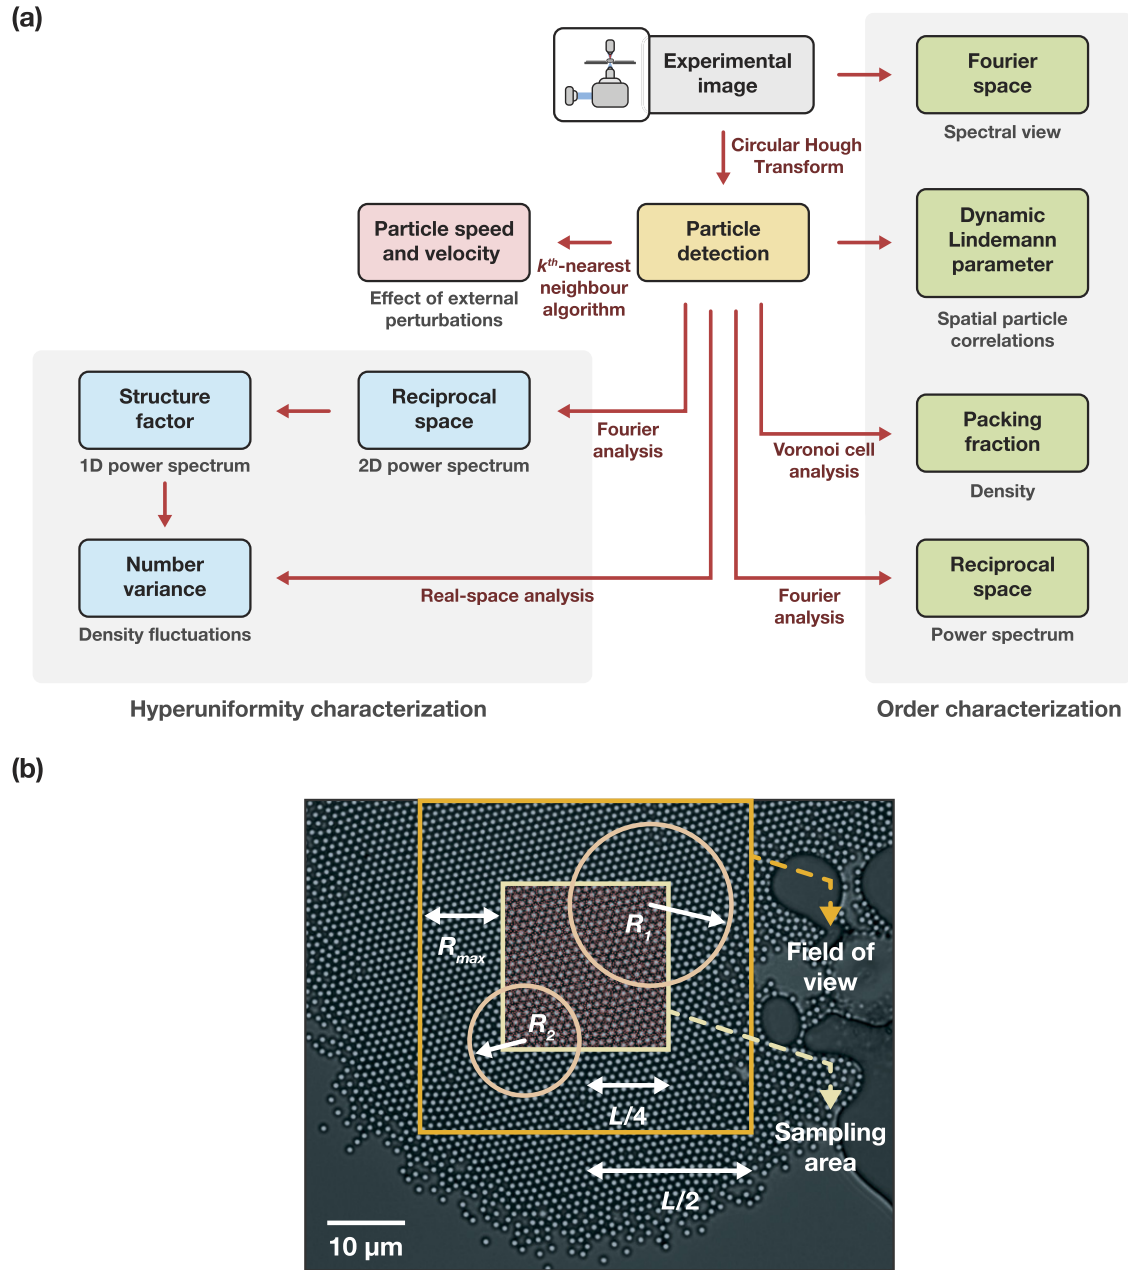 (a)
Experimental
image
Fourier
space
Spectral view
Circular Hough
Transform
Particle speed
and velocity
Effect of external
perturbations
kth-nearest
neighbour
algorithm
Particle
detection
Dynamic
Lindemann
parameter
Spatial particle
correlations
Structure
factor
1D power spectrum
Reciprocal
space
2D power spectrum
Fourier
analysis
Voronoi cell
analysis
Packing
fraction
Density
Number
variance
Density fluctuations
Real-space analysis
Fourier
analysis
Reciprocal
space
Power spectrum
Hyperuniformity characterization
Order characterization
(b)
R1
Rmax
R2
Field of
view
L/4
Sampling
area
L/2
10 μm